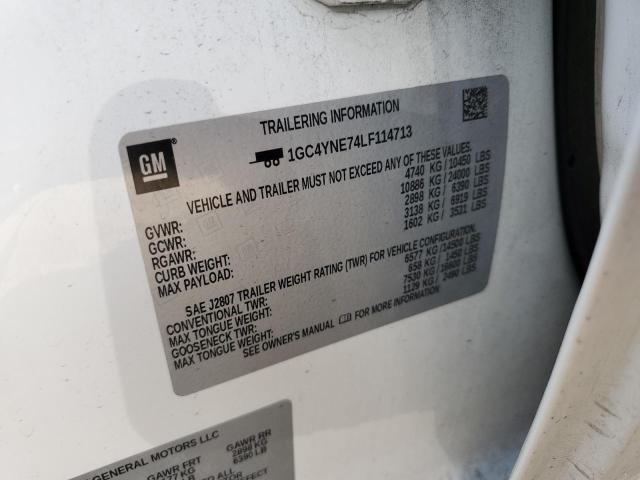 GM
TRAILERING INFORMATION
1GC4YNE74LF114713
VEHICLE AND TRAILER MUST NOT EXCEED ANY OF THESE VALUES.
GVWR: 4740 KG / 10450 LBS
GCWR: 10886 KG / 24000 LBS
RGAWR: 2898 KG / 6390 LBS
CURB WEIGHT: 3138 KG / 6919 LBS
MAX PAYLOAD: 1602 KG / 3531 LBS
SAE J2807 TRAILER WEIGHT RATING (TWR) FOR VEHICLE CONFIGURATION.
CONVENTIONAL TWR: 6577 KG / 14500 LBS
MAX TONGUE WEIGHT: 658 KG / 1450 LBS
GOOSENECK TWR: 7530 KG / 16600 LBS
MAX TONGUE WEIGHT: 1129 KG / 2490 LBS
SEE OWNER'S MANUAL FOR MORE INFORMATION
GENERAL MOTORS LLC
GAWR FRT GAWR RR
KG 2898 KG
LB 6390 LB
ALL